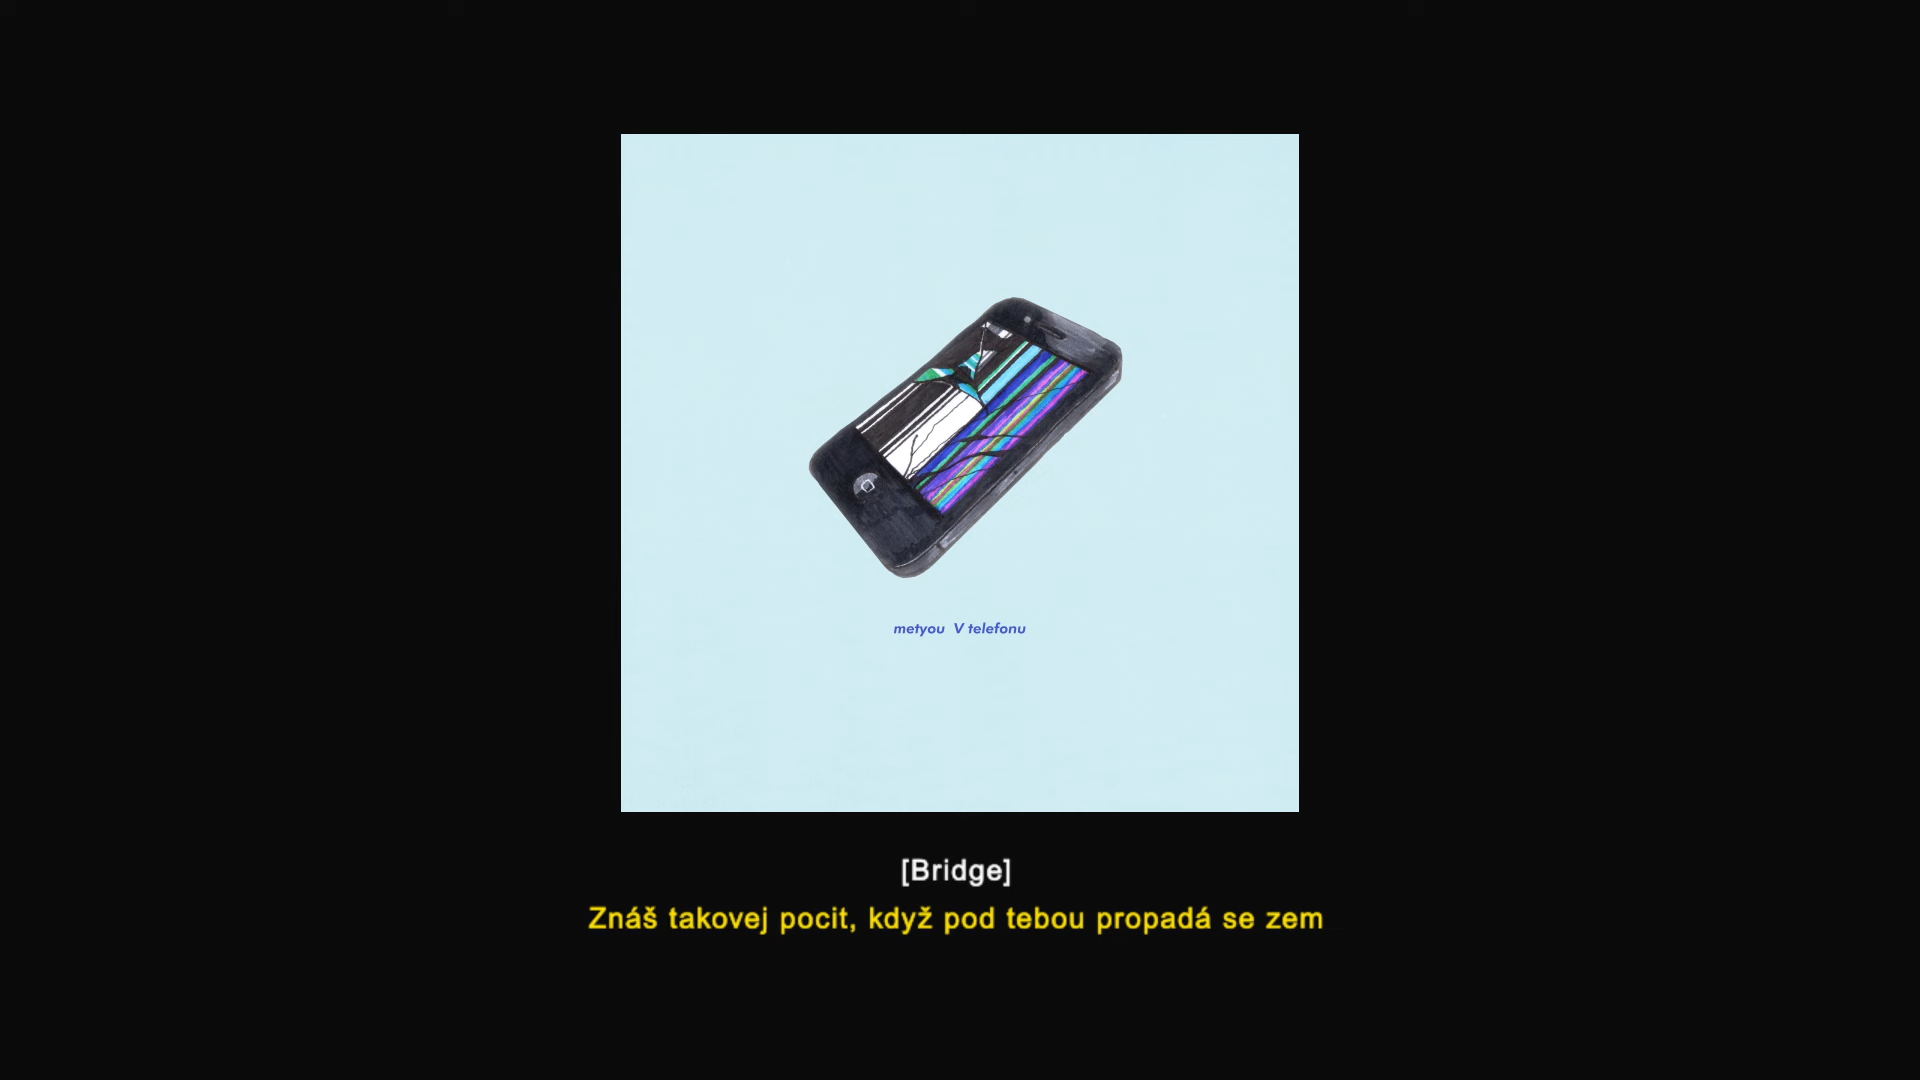 metyou V telefonu
[Bridge]
Znáš takovej pocit, když pod tebou propadá se zem